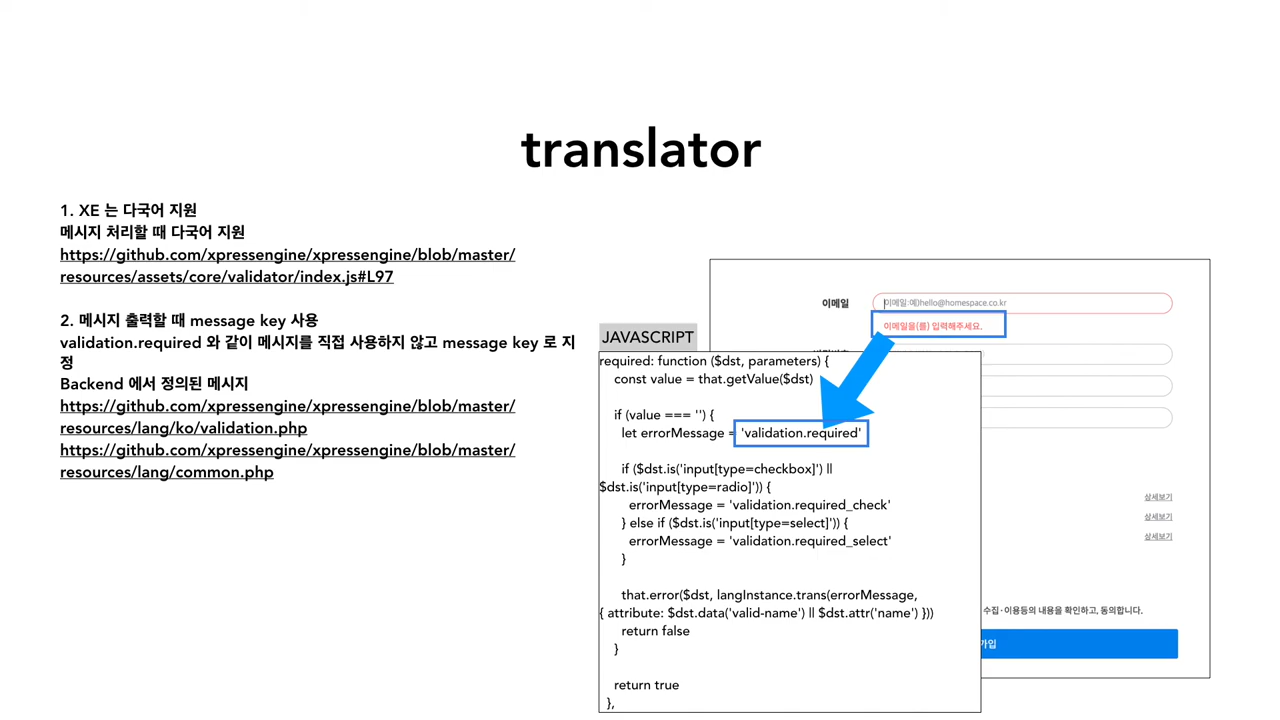 translator
1. XE 는 다국어 지원
메시지 처리할 때 다국어 지원
https://github.com/xpressengine/xpressengine/blob/master/
resources/assets/core/validator/index.js#L97
2. 메시지 출력할 때 message key 사용
validation.required 와 같이 메시지를 직접 사용하지 않고 message key 로 지
정
Backend 에서 정의된 메시지
https://github.com/xpressengine/xpressengine/blob/master/
resources/lang/ko/validation.php
https://github.com/xpressengine/xpressengine/blob/master/
resources/lang/common.php
JAVASCRIPT
required: function ($dst, parameters) {
const value = that.getValue($dst)
if (value === '') {
let errorMessage = 'validation.required'
if ($dst.is('input[type=checkbox]') ||
$dst.is('input[type=radio]')) {
errorMessage = 'validation.required_check'
} else if ($dst.is('input[type=select]')) {
errorMessage = 'validation.required_select'
}
that.error($dst, langInstance.trans(errorMessage,
{ attribute: $dst.data('valid-name') || $dst.attr('name') }))
return false
}
return true
},
이메일
이메일:예)hello@homespace.co.kr
이메일을(를) 입력해주세요.
상세보기
상세보기
상세보기
수집·이용등의 내용을 확인하고, 동의합니다.
가입